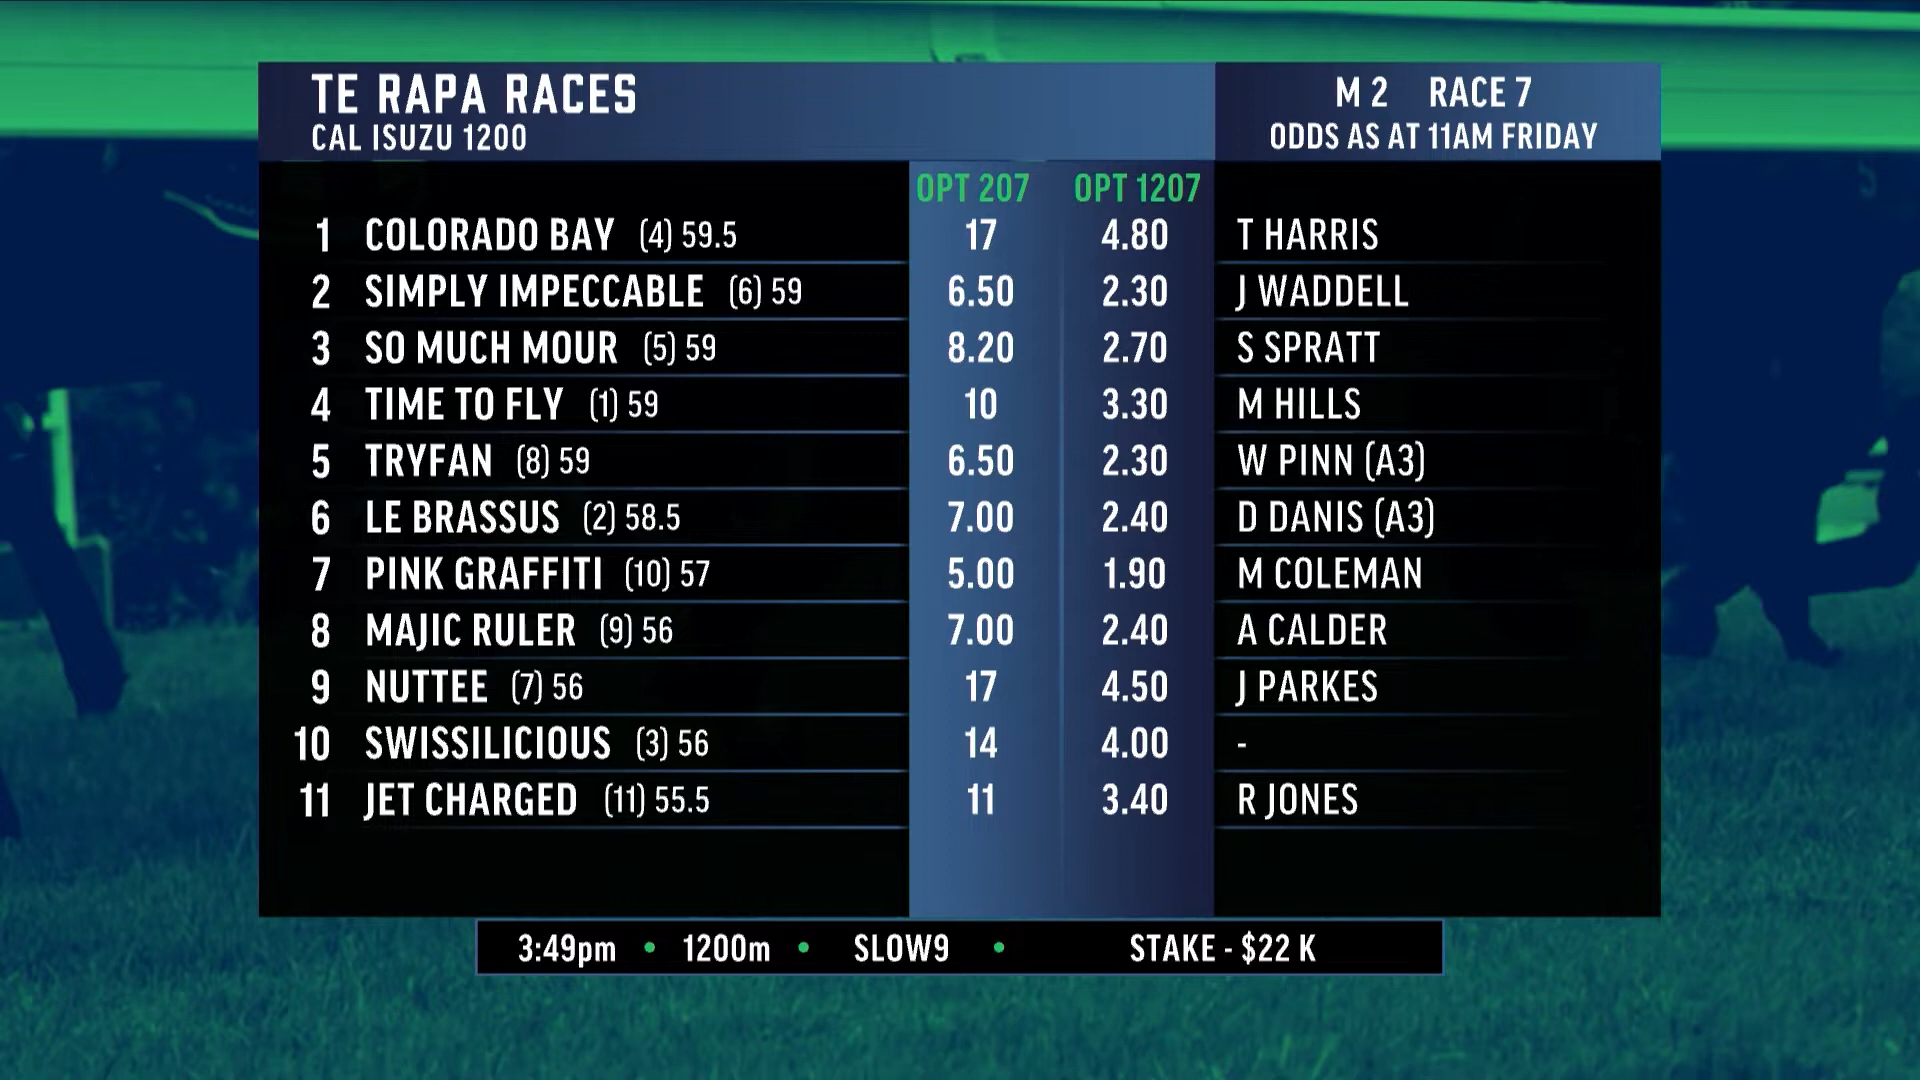 TE RAPA RACES
CAL ISUZU 1200
M 2 RACE 7
ODDS AS AT 11AM FRIDAY
OPT 207 OPT 1207
1 COLORADO BAY (4) 59.5 17 4.80 T HARRIS
2 SIMPLY IMPECCABLE (6) 59 6.50 2.30 J WADDELL
3 SO MUCH MOUR (5) 59 8.20 2.70 S SPRATT
4 TIME TO FLY (1) 59 10 3.30 M HILLS
5 TRYFAN (8) 59 6.50 2.30 W PINN (A3)
6 LE BRASSUS (2) 58.5 7.00 2.40 D DANIS (A3)
7 PINK GRAFFITI (10) 57 5.00 1.90 M COLEMAN
8 MAJIC RULER (9) 56 7.00 2.40 A CALDER
9 NUTTEE (7) 56 17 4.50 J PARKES
10 SWISSILICIOUS (3) 56 14 4.00 -
11 JET CHARGED (11) 55.5 11 3.40 R JONES
3:49pm • 1200m • SLOW9 • STAKE - $22 K